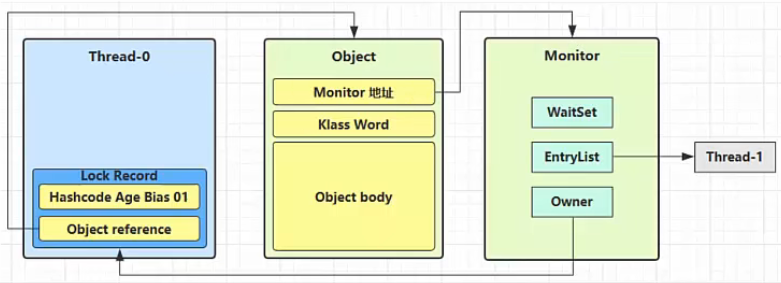 Thread-0
Lock Record
Hashcode Age Bias 01
Object reference
Object
Monitor 地址
Klass Word
Object body
Monitor
WaitSet
EntryList
Owner
Thread-1